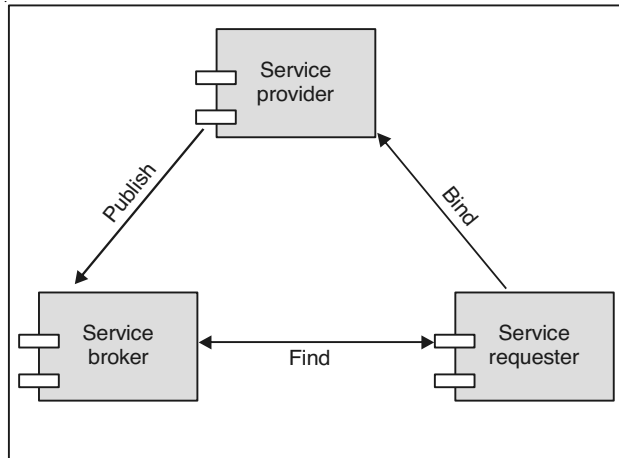 Service
provider
Publish
Bind
Service
broker
Find
Service
requester